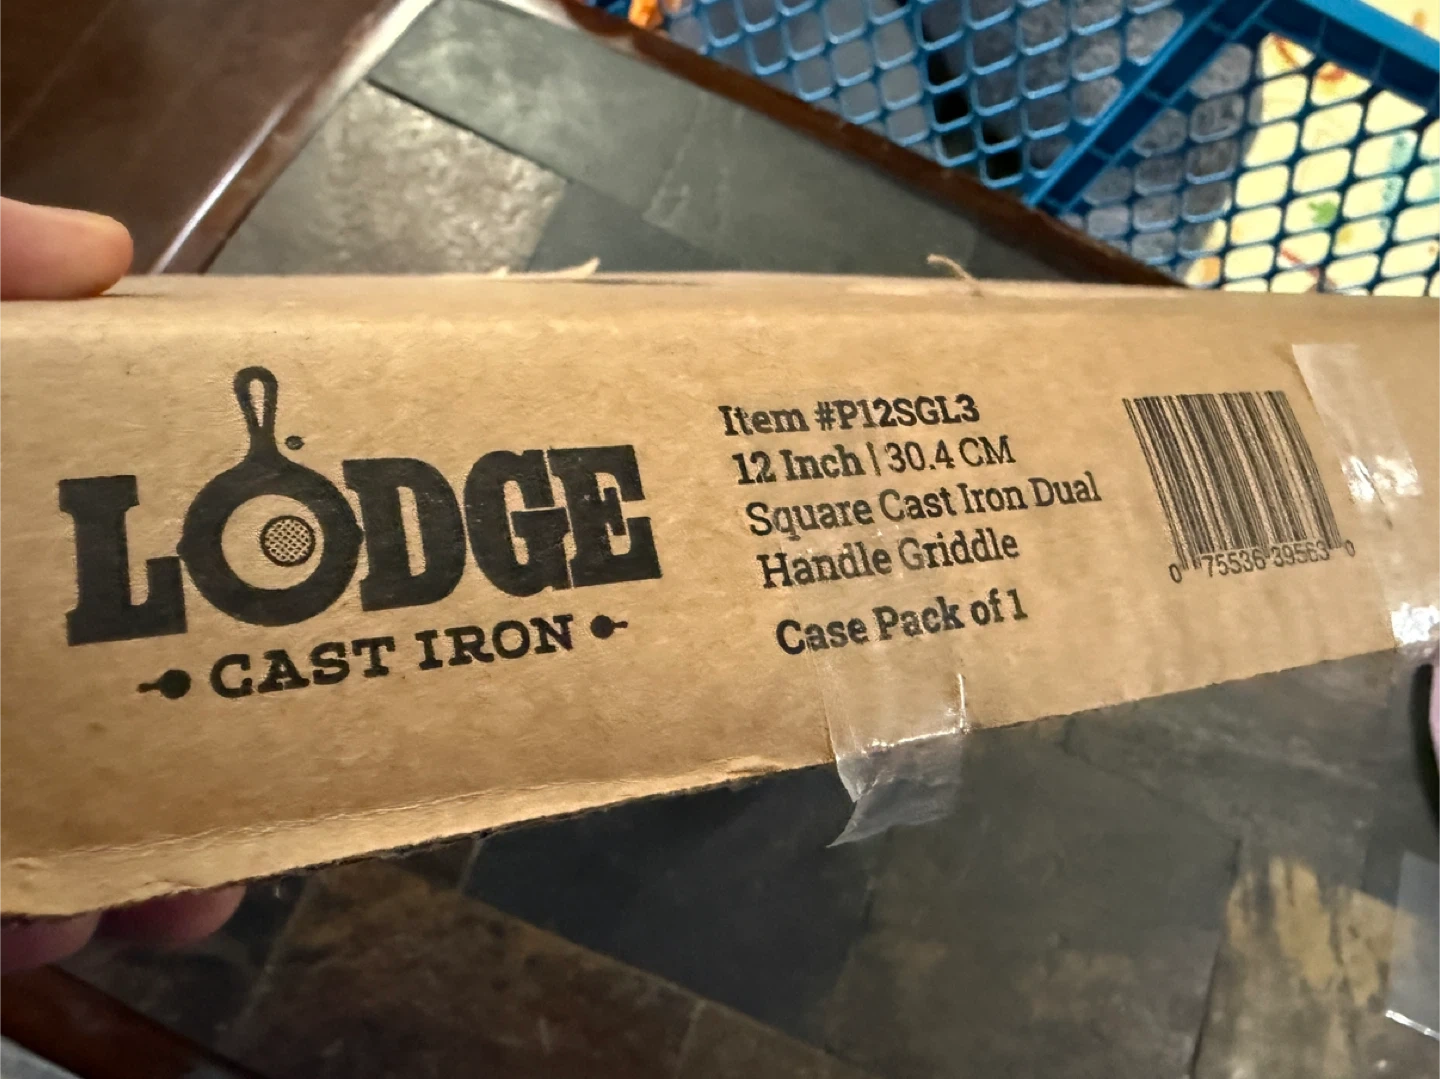 LODGE
CAST IRON
Item #P12SGL3
12 Inch | 30.4 CM
Square Cast Iron Dual
Handle Griddle
Case Pack of 1
0 75536 39563 0